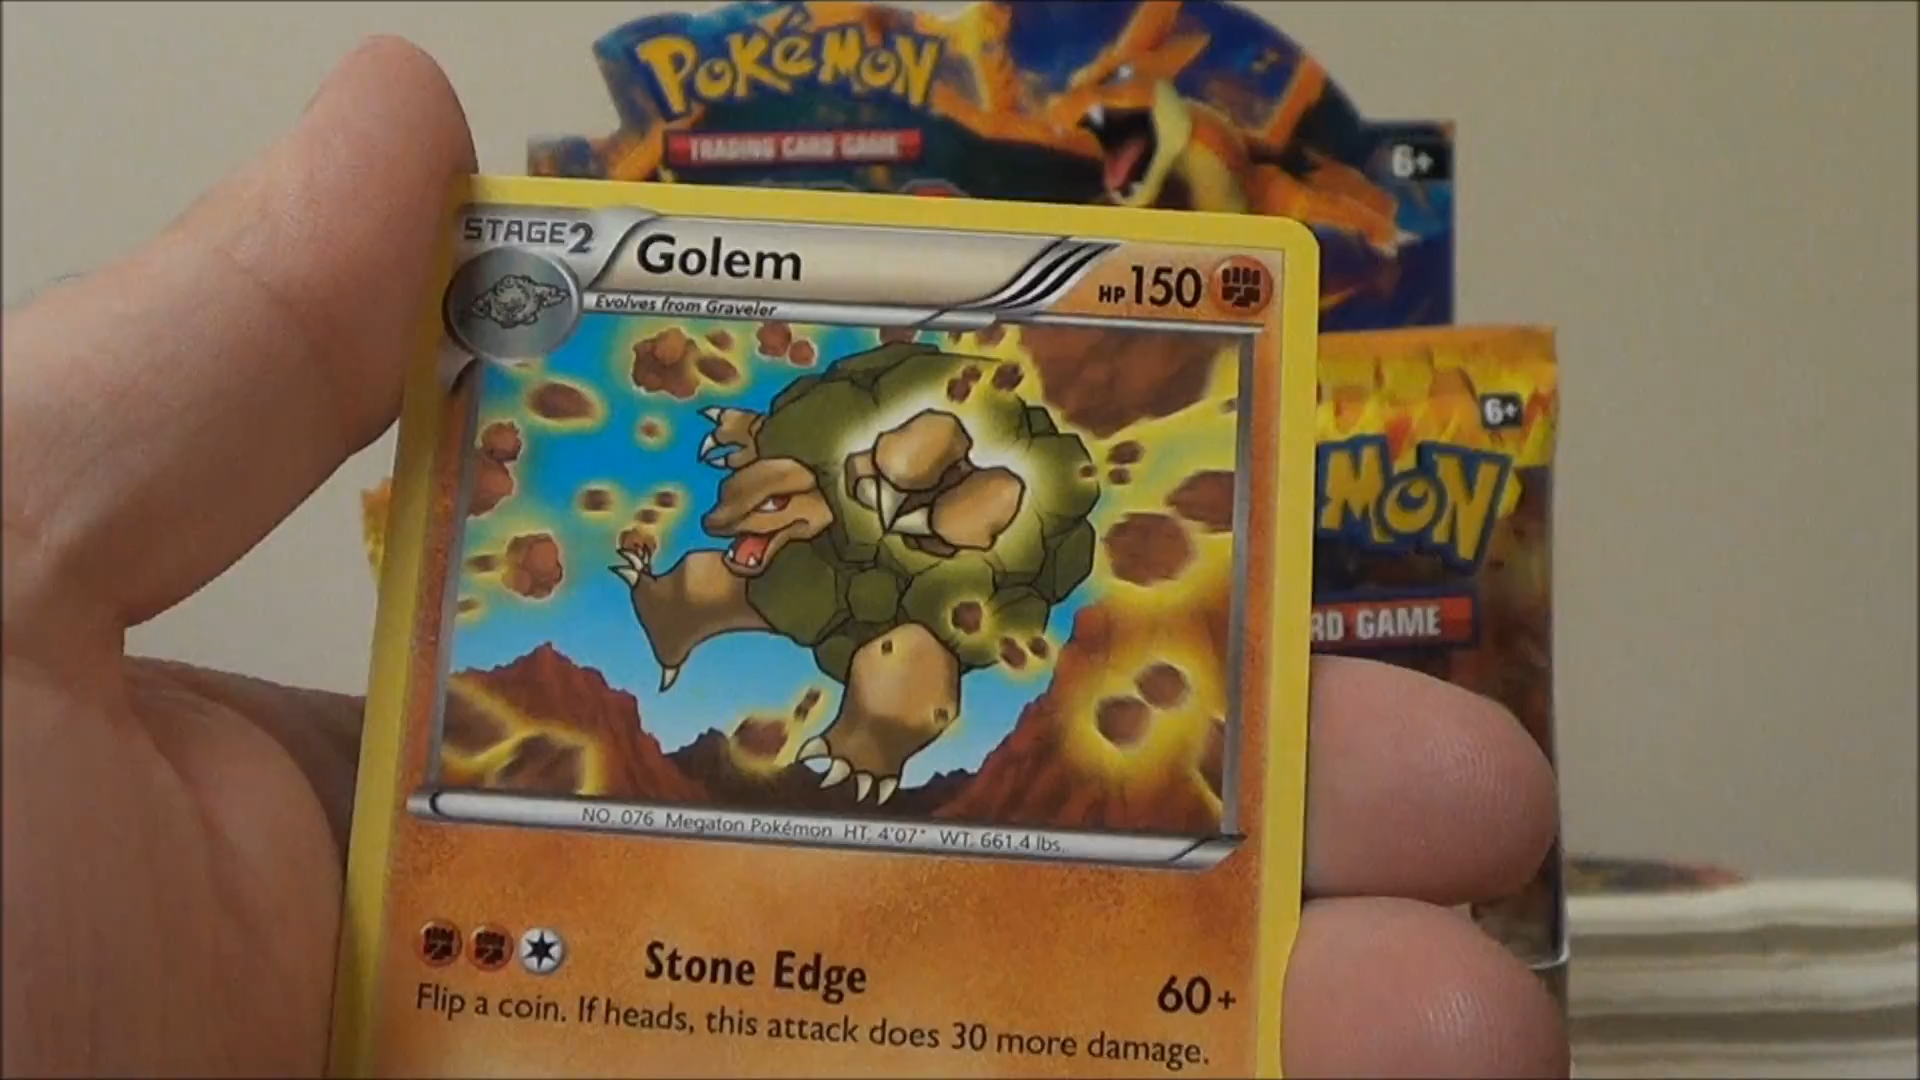 POKéMON
TRADING CARD GAME
6+
STAGE2
Golem
HP 150
Evolves from Graveler
6+
MON
RD GAME
NO. 076 Megaton Pokémon HT: 4'07" WT: 661.4 lbs.
Stone Edge 60+
Flip a coin. If heads, this attack does 30 more damage.